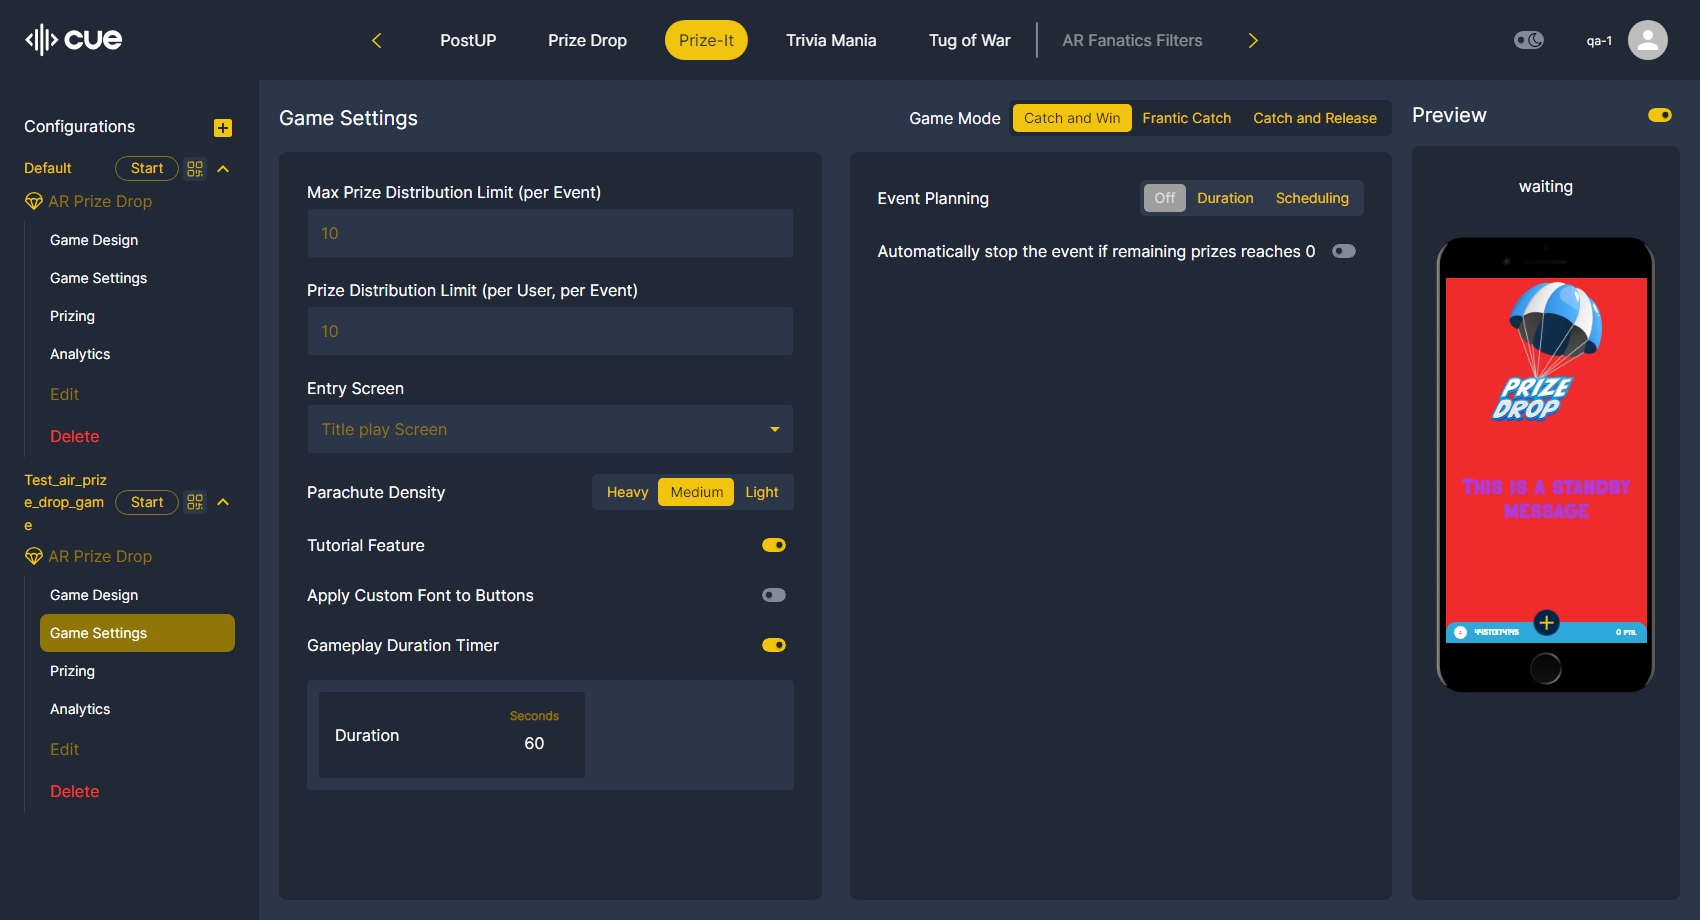 cue
PostUP
Prize Drop
Prize-It
Trivia Mania
Tug of War
AR Fanatics Filters
qa-1
Configurations
Default
Start
AR Prize Drop
Game Design
Game Settings
Prizing
Analytics
Edit
Delete
Test_air_priz
e_drop_gam
e
Start
AR Prize Drop
Game Design
Game Settings
Prizing
Analytics
Edit
Delete
Game Settings
Game Mode
Catch and Win
Frantic Catch
Catch and Release
Max Prize Distribution Limit (per Event)
10
Prize Distribution Limit (per User, per Event)
10
Entry Screen
Title play Screen
Parachute Density
Heavy
Medium
Light
Tutorial Feature
Apply Custom Font to Buttons
Gameplay Duration Timer
Duration
Seconds
60
Event Planning
Off
Duration
Scheduling
Automatically stop the event if remaining prizes reaches 0
Preview
waiting
PRIZE
DROP
THIS IS A STANDBY
MESSAGE
0 PTS.